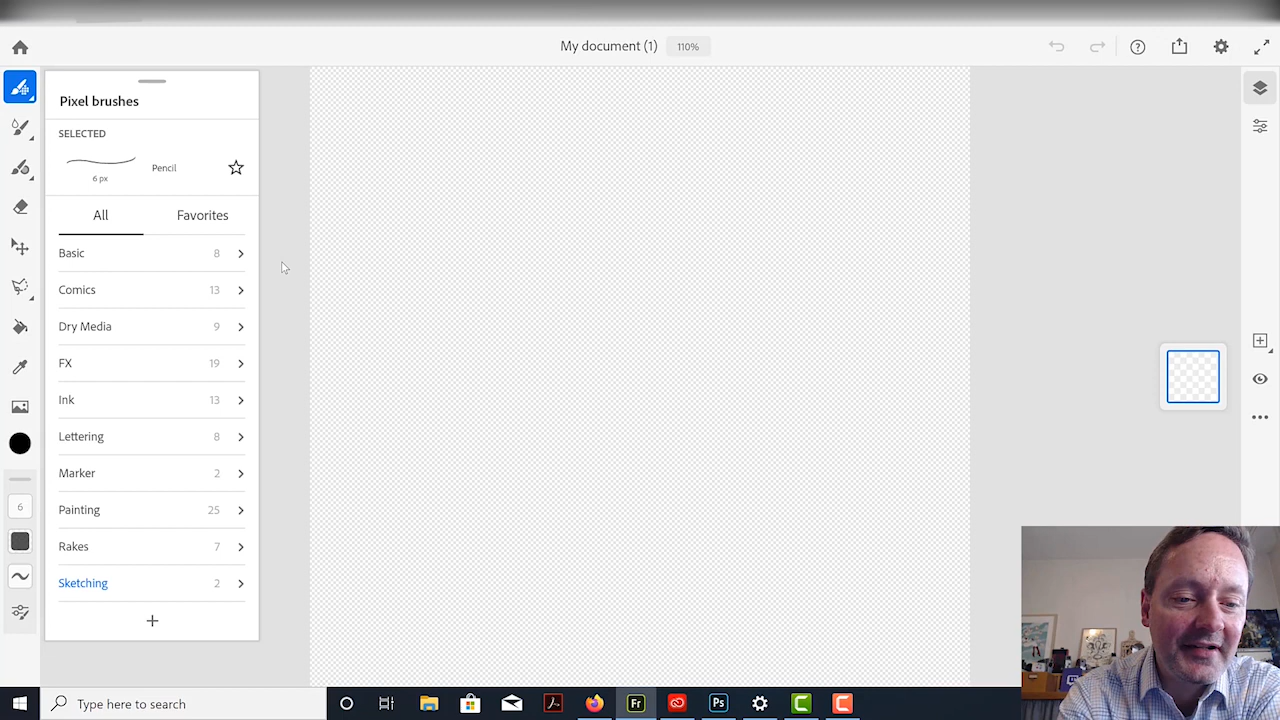 My document (1) 110%
Pixel brushes
SELECTED
6 px
Pencil
All Favorites
Basic 8
Comics 13
Dry Media 9
FX 19
Ink 13
Lettering 8
Marker 2
Painting 25
Rakes 7
Sketching 2
6
Type here to search
Fr
Ps